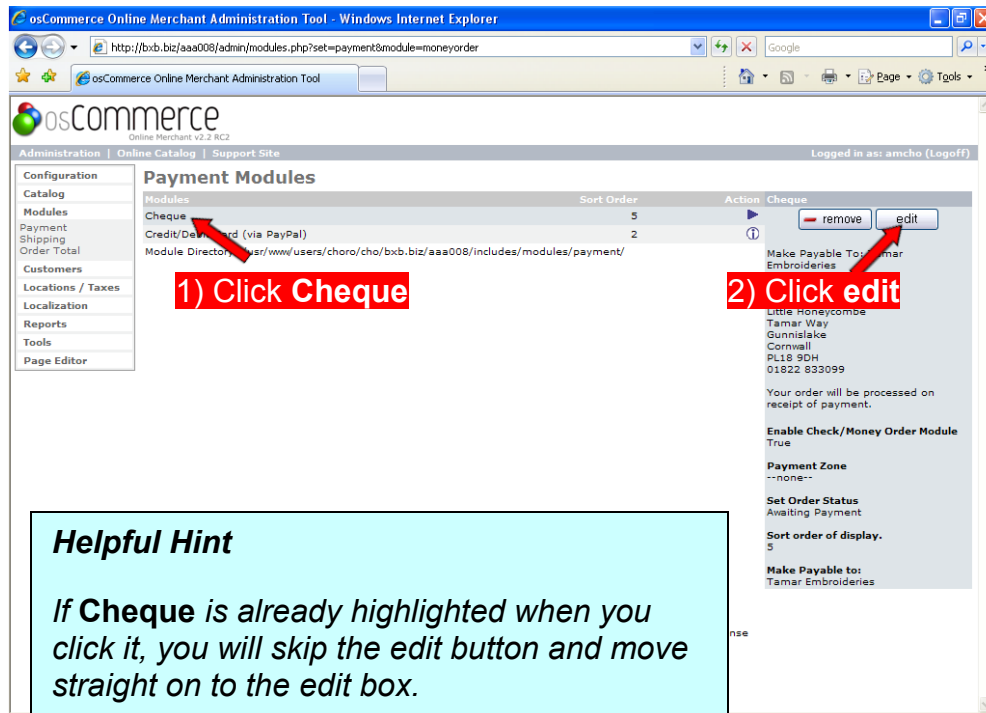 osCommerce Online Merchant Administration Tool - Windows Internet Explorer
http://bxb.biz/aaa008/admin/modules.php?set=payment&module=moneyorder
Google
osCommerce Online Merchant Administration Tool
Page Tools
osCommerce
Online Merchant v2.2 RC2
Administration | Online Catalog | Support Site Logged in as: amcho (Logoff)
Configuration
Catalog
Modules
Payment
Shipping
Order Total
Customers
Locations / Taxes
Localization
Reports
Tools
Page Editor
Payment Modules
Modules Sort Order Action
Cheque 5
Credit/Debit Card (via PayPal) 2
Module Directory: /usr/www/users/choro/cho/bxb.biz/aaa008/includes/modules/payment/
1) Click Cheque
Cheque
remove edit
Make Payable To: Tamar
Embroideries
2) Click edit
Little Honeycombe
Tamar Way
Gunnislake
Cornwall
PL18 9DH
01822 833099
Your order will be processed on
receipt of payment.
Enable Check/Money Order Module
True
Payment Zone
--none--
Set Order Status
Awaiting Payment
Sort order of display.
5
Make Payable to:
Tamar Embroideries
nse
Helpful Hint
If Cheque is already highlighted when you
click it, you will skip the edit button and move
straight on to the edit box.